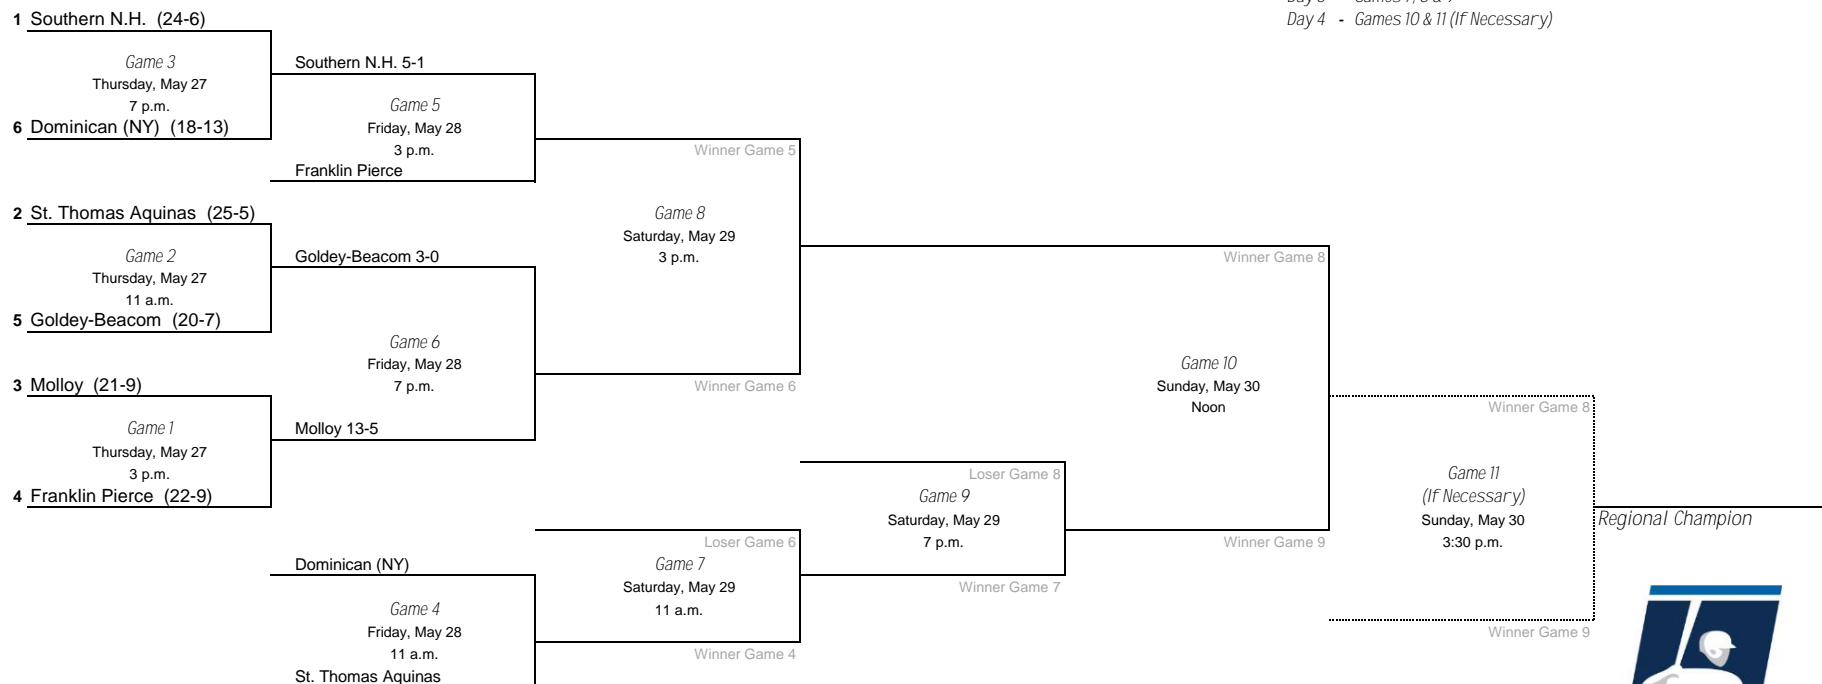 Day 4 - Games 10 & 11 (If Necessary)
1 Southern N.H. (24-6)
Game 3
Thursday, May 27
7 p.m.
6 Dominican (NY) (18-13)
Southern N.H. 5-1
Game 5
Friday, May 28
3 p.m.
Franklin Pierce
Winner Game 5
2 St. Thomas Aquinas (25-5)
Game 2
Thursday, May 27
11 a.m.
5 Goldey-Beacom (20-7)
Goldey-Beacom 3-0
Game 6
Friday, May 28
7 p.m.
Molloy 13-5
3 Molloy (21-9)
Game 1
Thursday, May 27
3 p.m.
4 Franklin Pierce (22-9)
Game 8
Saturday, May 29
3 p.m.
Winner Game 6
Winner Game 8
Game 10
Sunday, May 30
Noon
Winner Game 9
Loser Game 8
Game 9
Saturday, May 29
7 p.m.
Winner Game 7
Loser Game 6
Game 7
Saturday, May 29
11 a.m.
Winner Game 4
Dominican (NY)
Game 4
Friday, May 28
11 a.m.
St. Thomas Aquinas
Winner Game 8
Game 11
(If Necessary)
Sunday, May 30
3:30 p.m.
Winner Game 9
Regional Champion